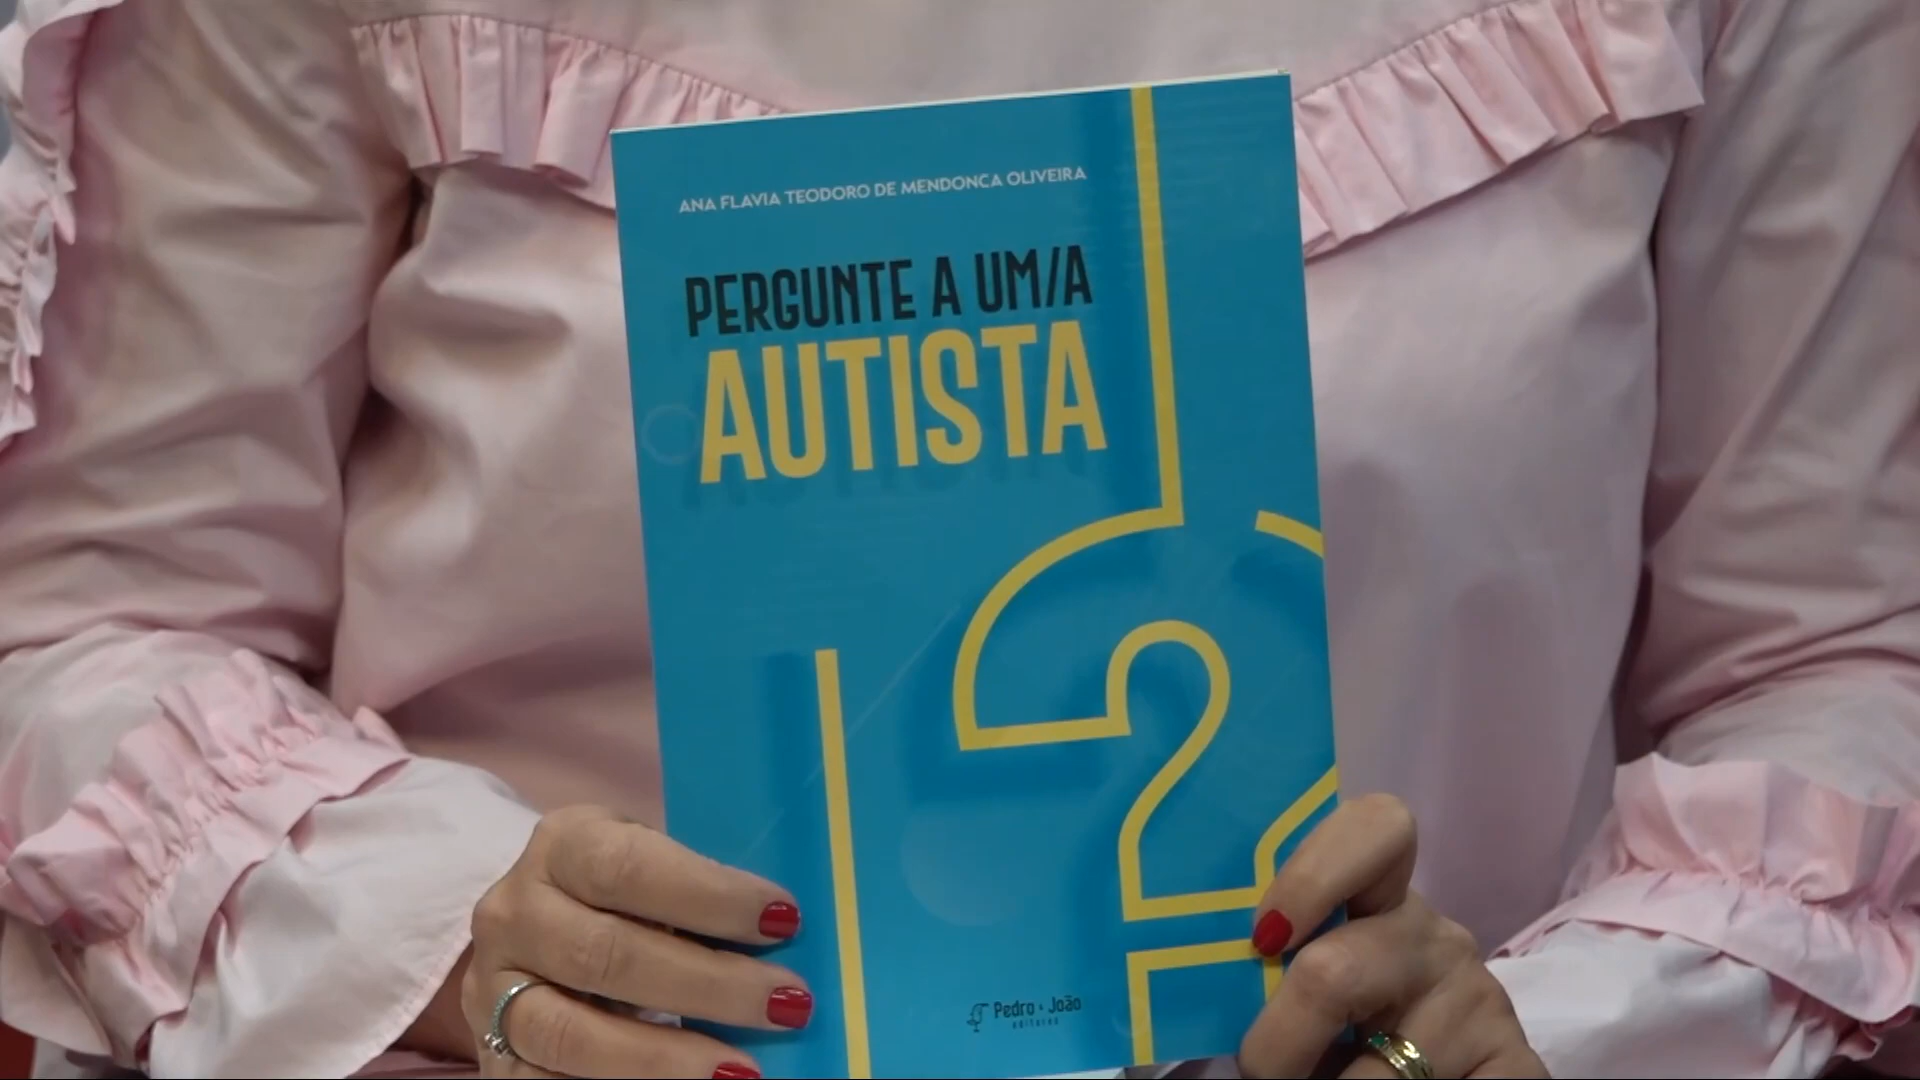 ANA FLAVIA TEODORO DE MENDONCA OLIVEIRA
PERGUNTE A UM/A
AUTISTA
?
Pedro & João
editores